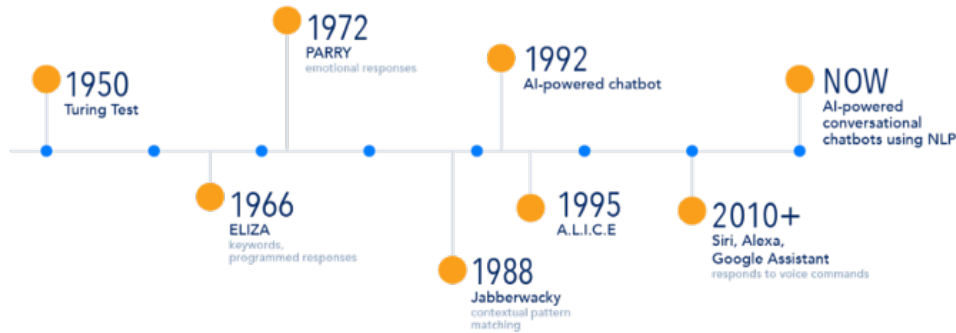 1950
Turing Test
1966
ELIZA
keywords,
programmed responses
1972
PARRY
emotional responses
1988
Jabberwacky
contextual pattern
matching
1992
AI-powered chatbot
1995
A.L.I.C.E
2010+
Siri, Alexa,
Google Assistant
responds to voice commands
NOW
AI-powered
conversational
chatbots using NLP